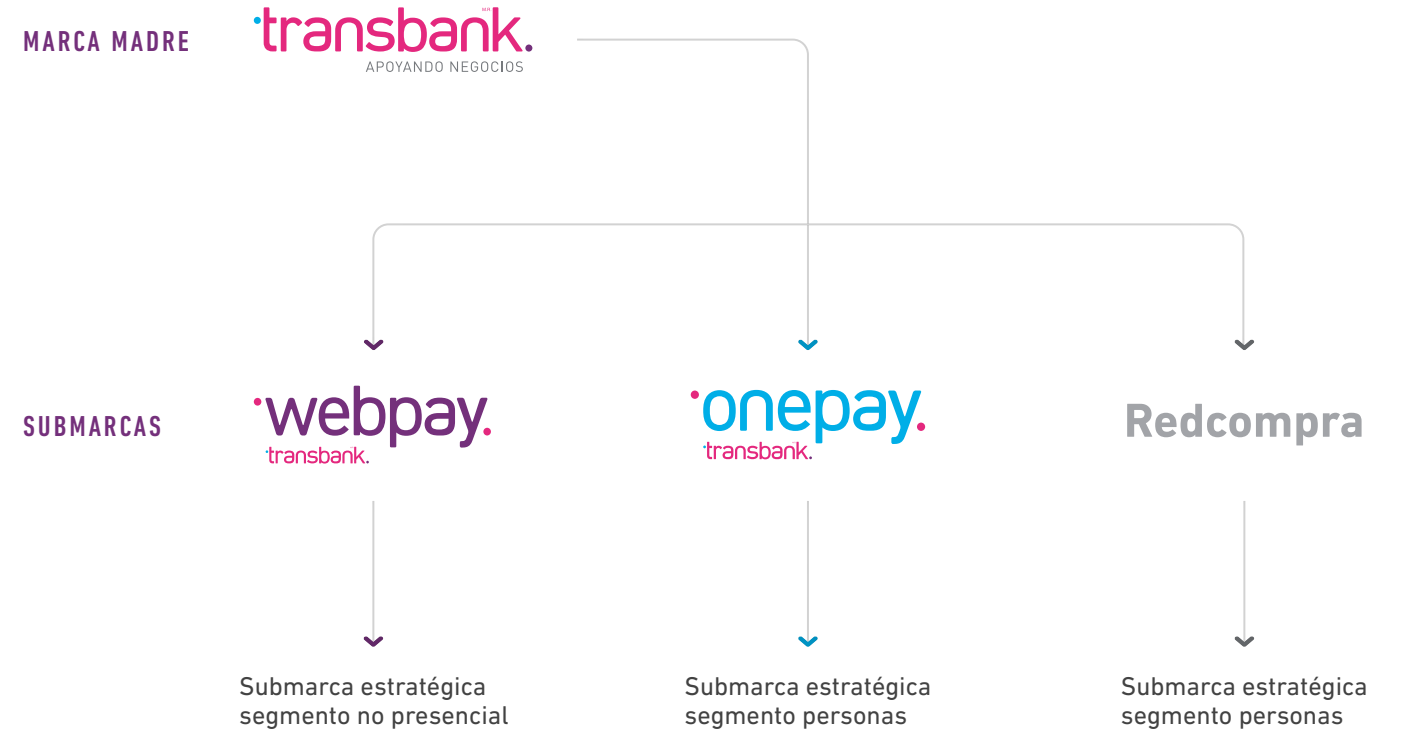 MARCA MADRE
transbank.
APOYANDO NEGOCIOS
SUBMARCAS
webpay.
transbank.
onepay.
transbank.
Redcompra
Submarca estratégica
segmento no presencial
Submarca estratégica
segmento personas
Submarca estratégica
segmento personas